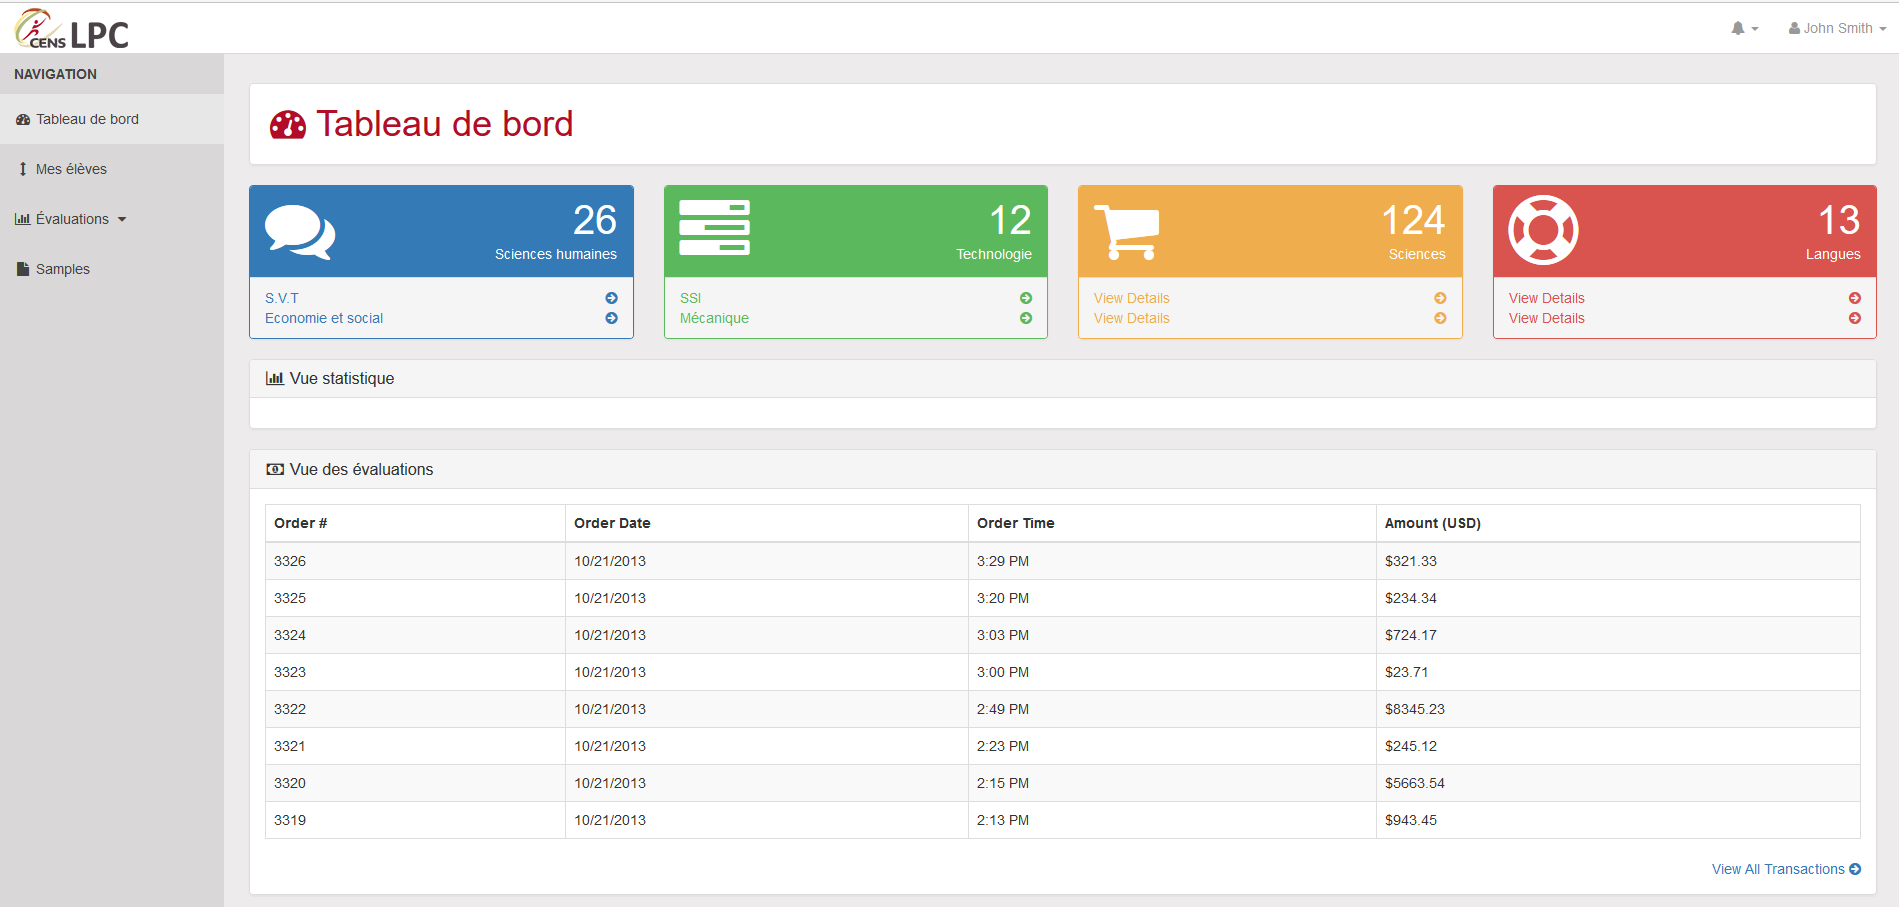 CENS LPC
John Smith
NAVIGATION
Tableau de bord
Mes élèves
Évaluations
Samples
Tableau de bord
26
Sciences humaines
S.V.T
Economie et social
12
Technologie
SSI
Mécanique
124
Sciences
View Details
View Details
13
Langues
View Details
View Details
Vue statistique
Vue des évaluations
Order # Order Date Order Time Amount (USD)
3326 10/21/2013 3:29 PM $321.33
3325 10/21/2013 3:20 PM $234.34
3324 10/21/2013 3:03 PM $724.17
3323 10/21/2013 3:00 PM $23.71
3322 10/21/2013 2:49 PM $8345.23
3321 10/21/2013 2:23 PM $245.12
3320 10/21/2013 2:15 PM $5663.54
3319 10/21/2013 2:13 PM $943.45
View All Transactions